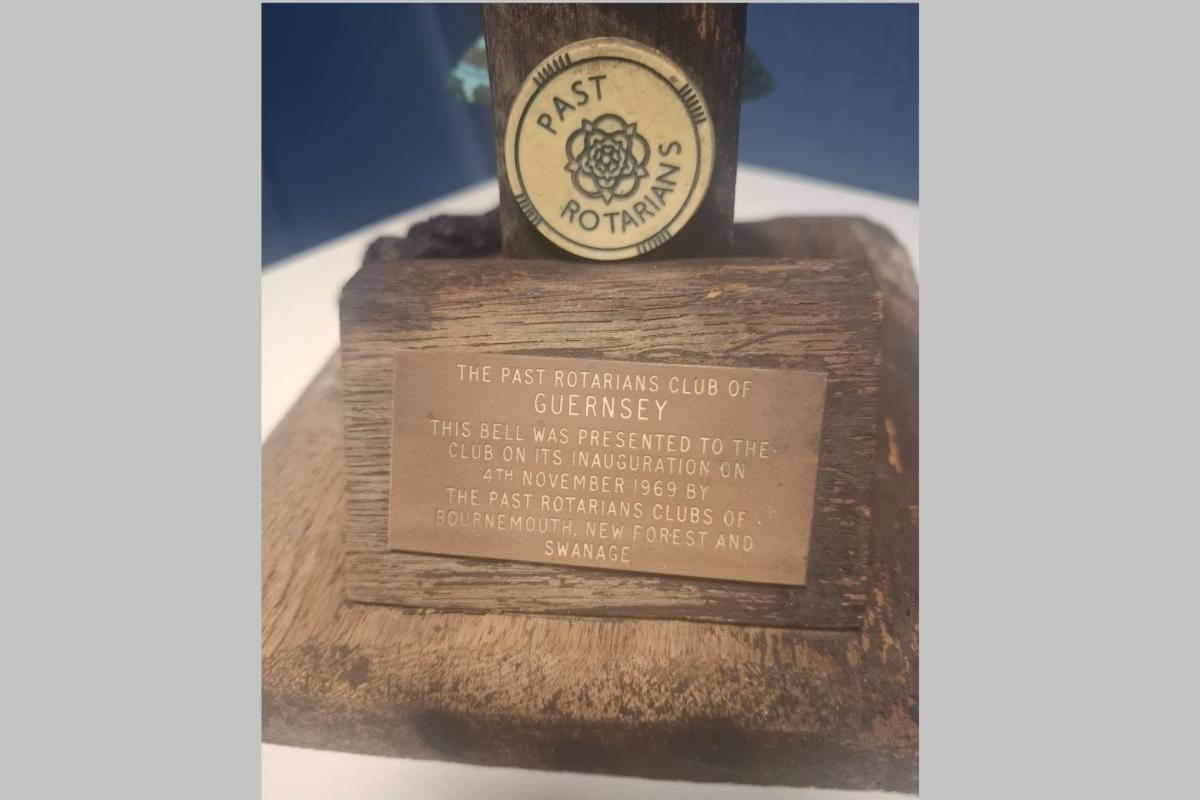 PAST
ROTARIANS
THE PAST ROTARIANS CLUB OF
GUERNSEY
THIS BELL WAS PRESENTED TO THE
CLUB ON ITS INAUGURATION ON
4TH NOVEMBER 1969 BY
THE PAST ROTARIANS CLUBS OF
BOURNEMOUTH, NEW FOREST AND
SWANAGE